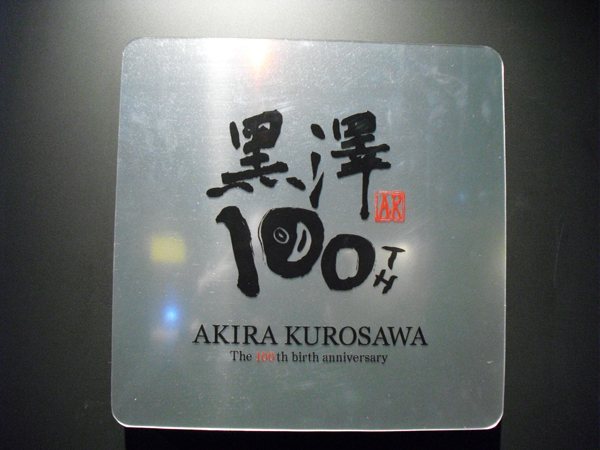 黒澤
AK
100TH
AKIRA KUROSAWA
The 100th birth anniversary